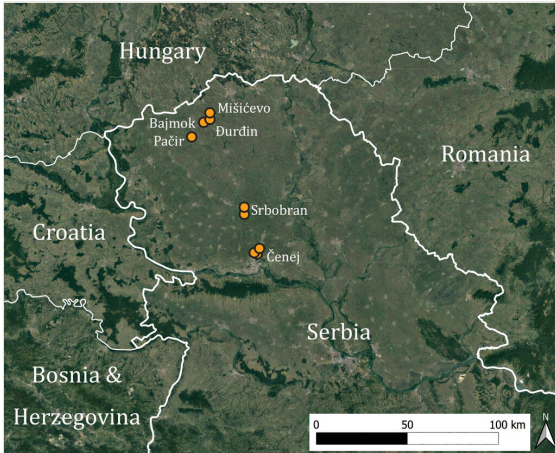 Hungary
Mišićevo
Bajmok
Đurđin
Pačir
Romania
Srbobran
Croatia
Čenej
Serbia
Bosnia &
Herzegovina
N
0 50 100 km